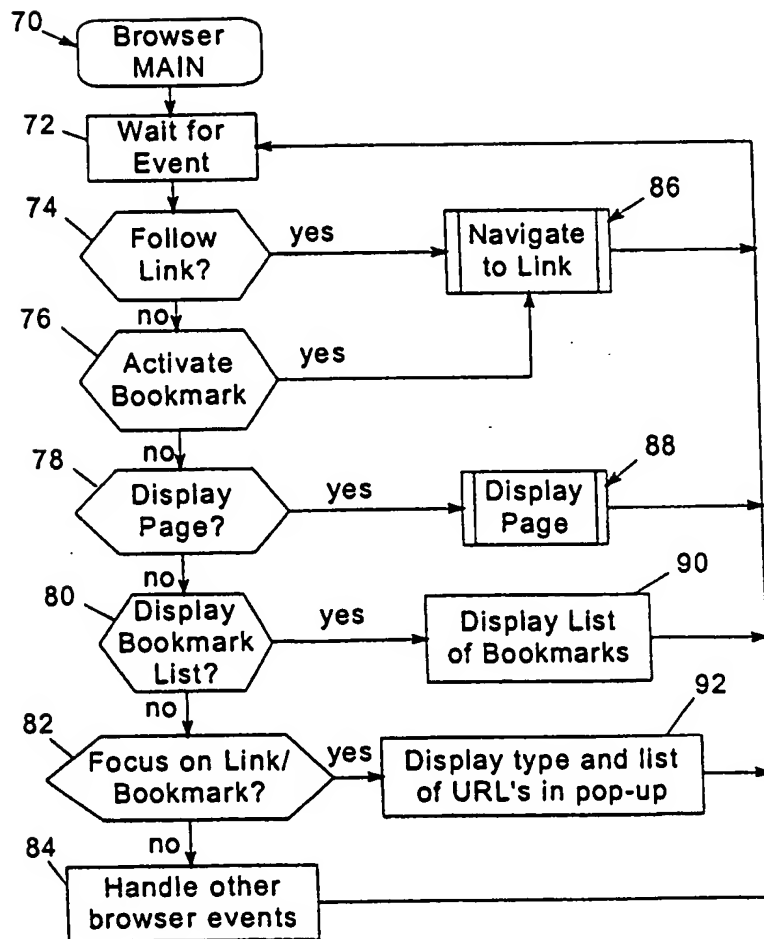 70
Browser
MAIN
72
Wait for
Event
74
Follow
Link?
yes
Navigate
to Link
86
no
76
Activate
Bookmark
yes
no
78
Display
Page?
yes
Display
Page
88
no
80
Display
Bookmark
List?
yes
Display List
of Bookmarks
90
no
82
Focus on Link/
Bookmark?
yes
Display type and list
of URL's in pop-up
92
no
84
Handle other
browser events